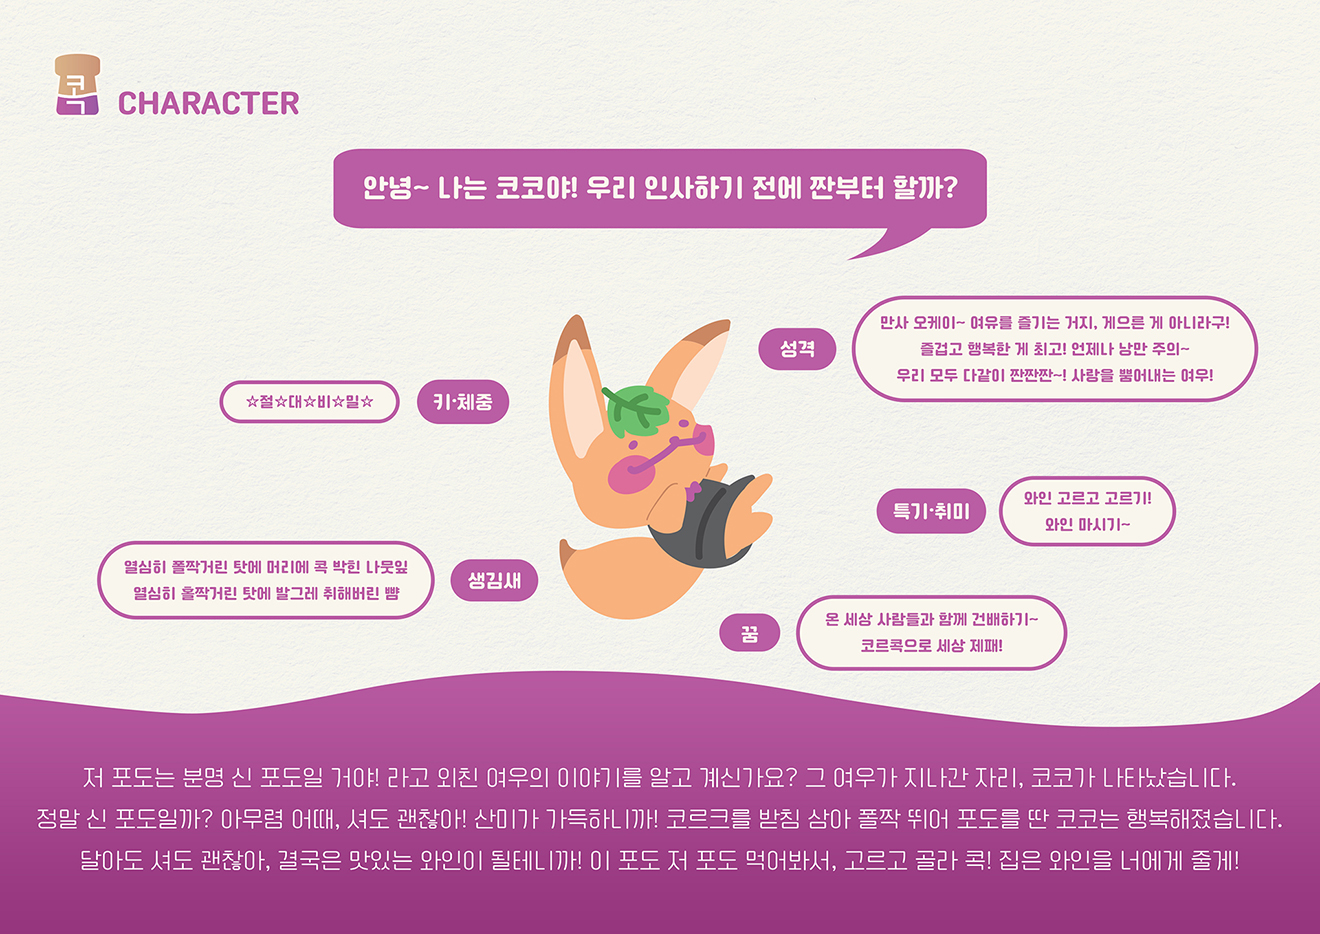 콕
CHARACTER
안녕~ 나는 코코야! 우리 인사하기 전에 짠부터 할까?
성격
만사 오케이~ 여유를 즐기는 거지, 게으른 게 아니라구!
즐겁고 행복한 게 최고! 언제나 낭만 주의~
우리 모두 다같이 짠짠짠~! 사랑을 뿜어내는 여우!
☆절☆대☆비☆밀☆
키·체중
특기·취미
와인 고르고 고르기!
와인 마시기~
열심히 폴짝거린 탓에 머리에 콕 박힌 나뭇잎
열심히 홀짝거린 탓에 발그레 취해버린 뺨
생김새
꿈
온 세상 사람들과 함께 건배하기~
코르콕으로 세상 제패!
저 포도는 분명 신 포도일 거야! 라고 외친 여우의 이야기를 알고 계신가요? 그 여우가 지나간 자리, 코코가 나타났습니다.
정말 신 포도일까? 아무렴 어때, 셔도 괜찮아! 산미가 가득하니까! 코르크를 받침 삼아 폴짝 뛰어 포도를 딴 코코는 행복해졌습니다.
달아도 셔도 괜찮아, 결국은 맛있는 와인이 될테니까! 이 포도 저 포도 먹어봐서, 고르고 골라 콕! 집은 와인을 너에게 줄게!